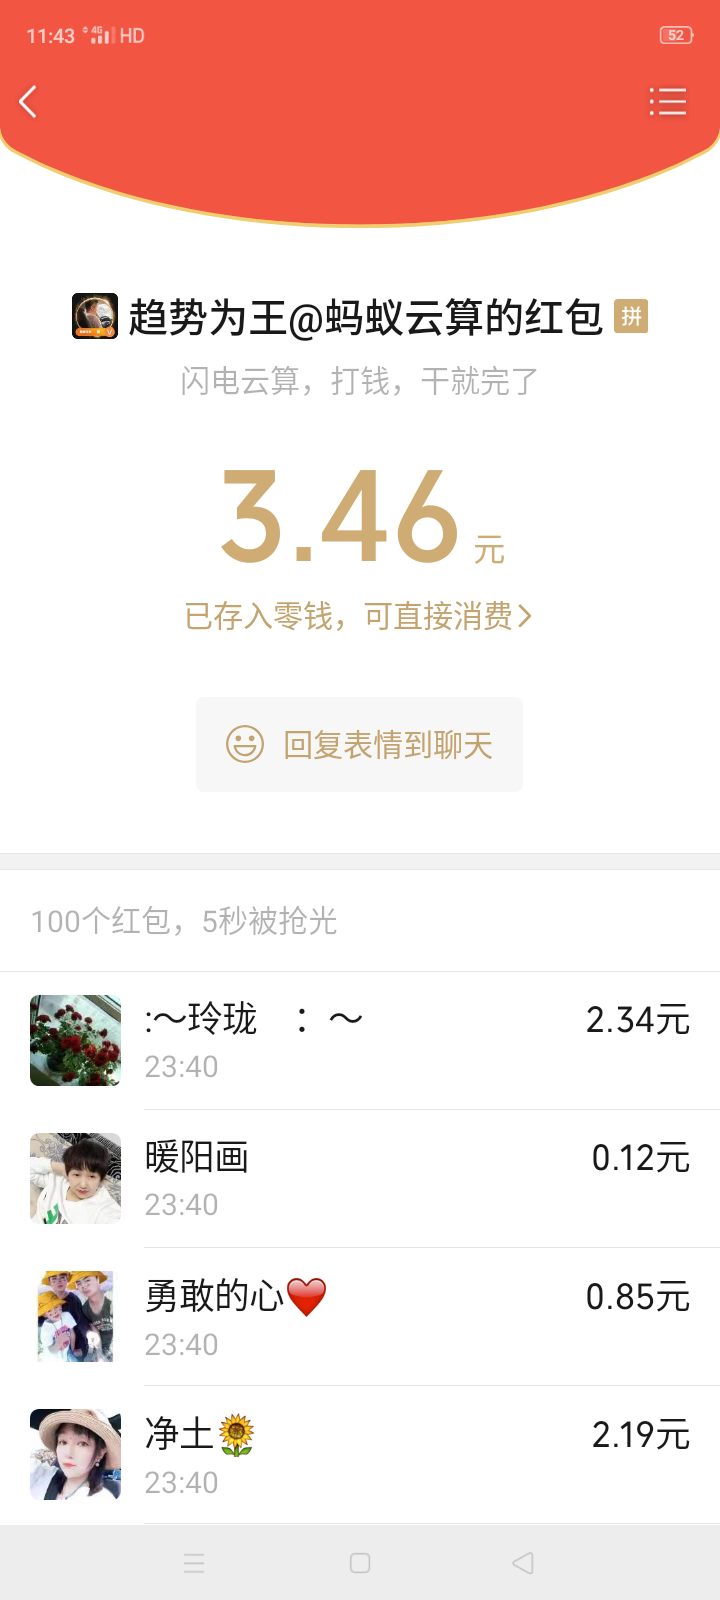 11:43 4G HD 52
趋势为王@蚂蚁云算的红包 拼
闪电云算，打钱，干就完了
3.46 元
已存入零钱，可直接消费
回复表情到聊天
100个红包，5秒被抢光
:～玲珑　：～ 2.34元
23:40
暖阳画 0.12元
23:40
勇敢的心❤️ 0.85元
23:40
净土🌻 2.19元
23:40